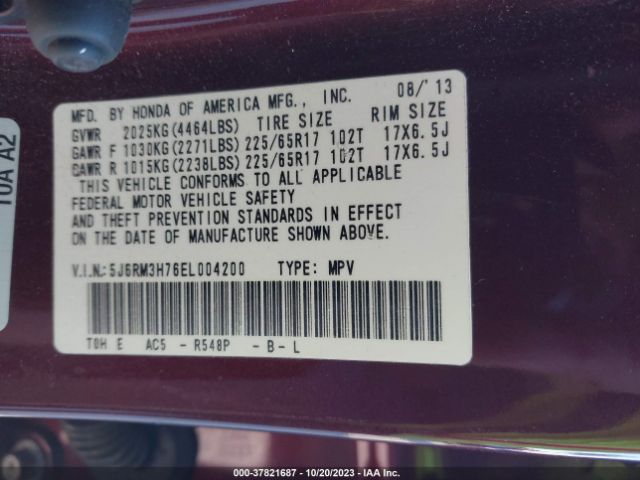 MFD. BY HONDA OF AMERICA MFG., INC. 08/'13
GVWR 2025KG(4464LBS) TIRE SIZE RIM SIZE
GAWR F 1030KG(2271LBS) 225/65R17 102T 17X6.5J
GAWR R 1015KG(2238LBS) 225/65R17 102T 17X6.5J
THIS VEHICLE CONFORMS TO ALL APPLICABLE
FEDERAL MOTOR VEHICLE SAFETY
AND THEFT PREVENTION STANDARDS IN EFFECT
ON DATE OF MANUFACTURE SHOWN ABOVE.
V.I.N.:5J6RM3H76EL004200 TYPE: MPV
TOH E AC5 - R548P - B - L
10A A2
000-37821687 - 10/20/2023 - IAA Inc.